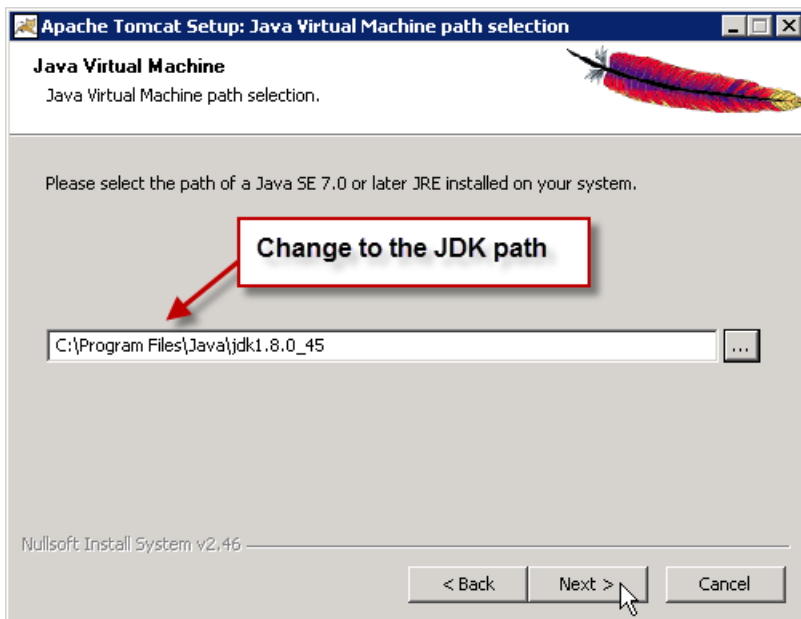 Apache Tomcat Setup: Java Virtual Machine path selection
Java Virtual Machine
Java Virtual Machine path selection.
Please select the path of a Java SE 7.0 or later JRE installed on your system.
Change to the JDK path
C:\Program Files\Java\jdk1.8.0_45
...
Nullsoft Install System v2.46
< Back
Next >
Cancel